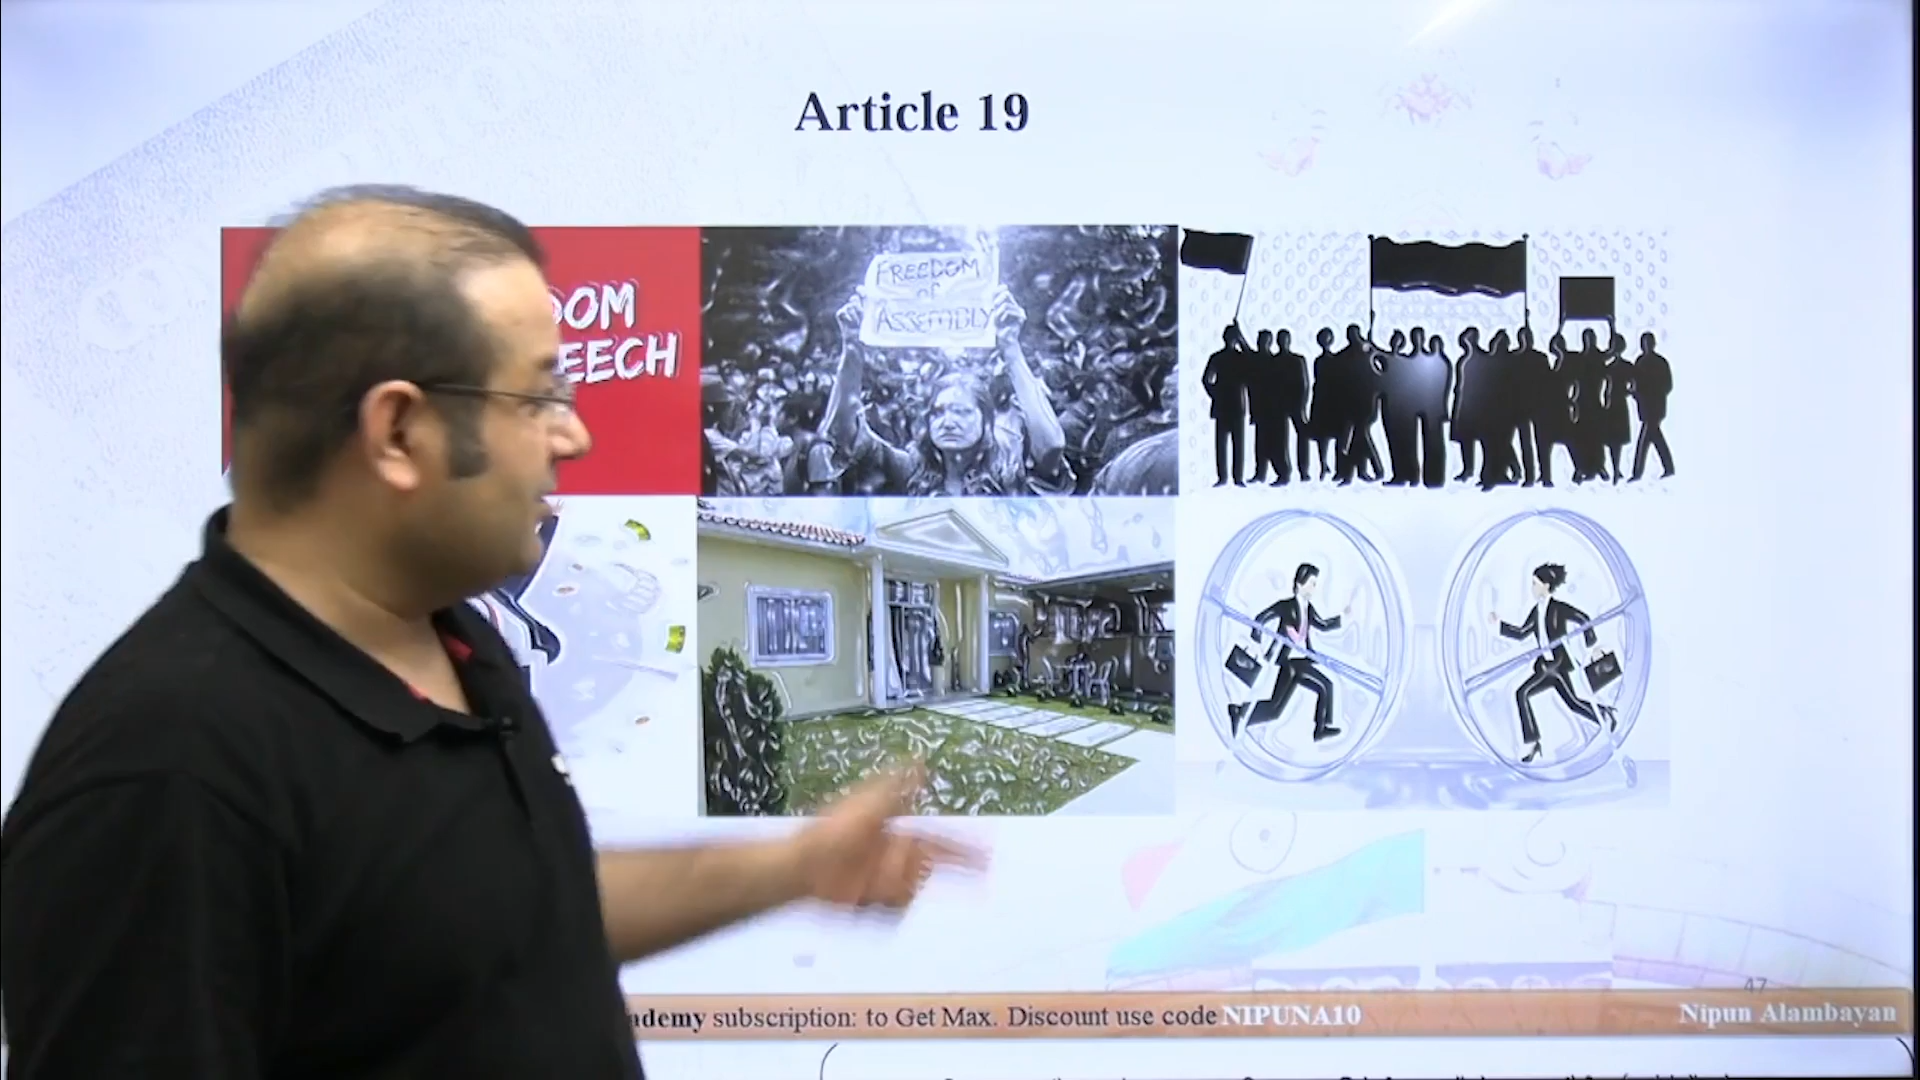 Article 19
OOM
EECH
FREEDOM
of
ASSEMBLY
47
ademy subscription: to Get Max. Discount use code NIPUNA10
Nipun Alambayan